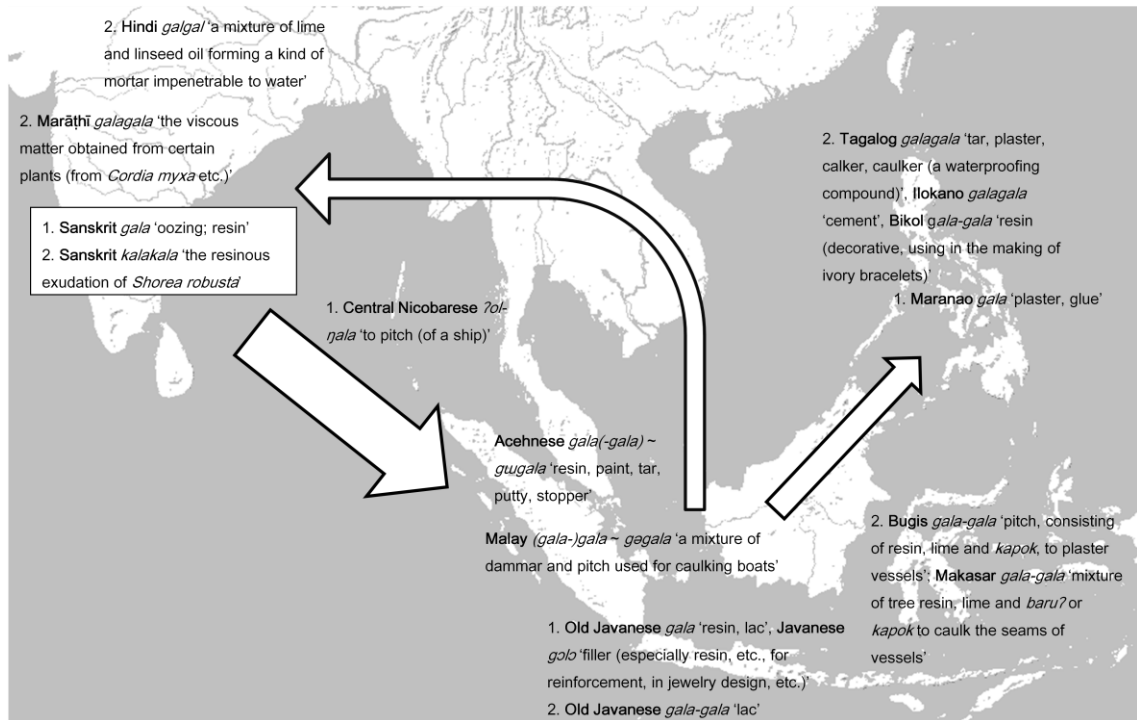 2. Hindi galgal ‘a mixture of lime
and linseed oil forming a kind of
mortar impenetrable to water’
2. Marāṭhī galagala ‘the viscous
matter obtained from certain
plants (from Cordia myxa etc.)’
1. Sanskrit gala ‘oozing; resin’
2. Sanskrit kalakala ‘the resinous
exudation of Shorea robusta’
1. Central Nicobarese ʔol-
ŋala ‘to pitch (of a ship)’
2. Tagalog galagala ‘tar, plaster,
calker, caulker (a waterproofing
compound)’, Ilokano galagala
‘cement’, Bikol gala-gala ‘resin
(decorative, using in the making of
ivory bracelets)’
1. Maranao gala ‘plaster, glue’
Acehnese gala(-gala) ~
gɯgala ‘resin, paint, tar,
putty, stopper’
Malay (gala-)gala ~ gəgala ‘a mixture of
dammar and pitch used for caulking boats’
2. Bugis gala-gala ‘pitch, consisting
of resin, lime and kapok, to plaster
vessels’; Makasar gala-gala ‘mixture
of tree resin, lime and baruʔ or
kapok to caulk the seams of
vessels’
1. Old Javanese gala ‘resin, lac’, Javanese
gɔlɔ ‘filler (especially resin, etc., for
reinforcement, in jewelry design, etc.)’
2. Old Javanese gala-gala ‘lac’